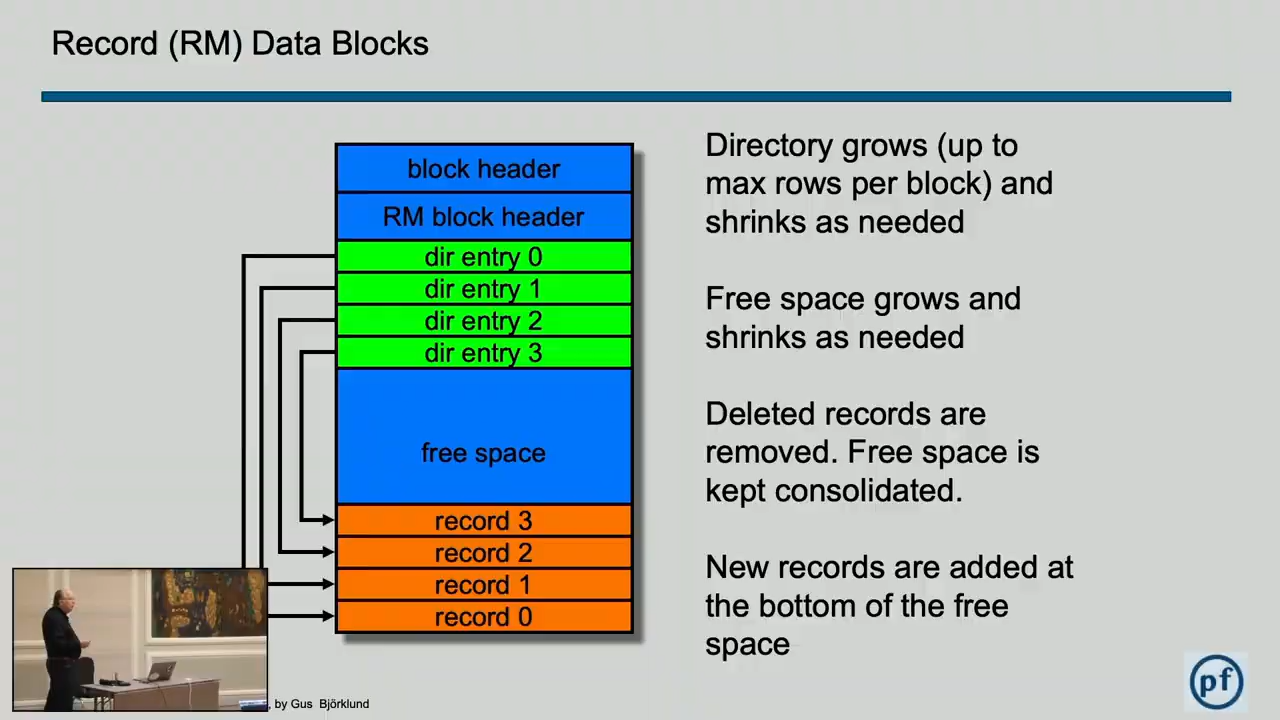 Record (RM) Data Blocks
block header
RM block header
dir entry 0
dir entry 1
dir entry 2
dir entry 3
free space
record 3
record 2
record 1
record 0
Directory grows (up to
max rows per block) and
shrinks as needed
Free space grows and
shrinks as needed
Deleted records are
removed. Free space is
kept consolidated.
New records are added at
the bottom of the free
space
, by Gus Björklund
pf